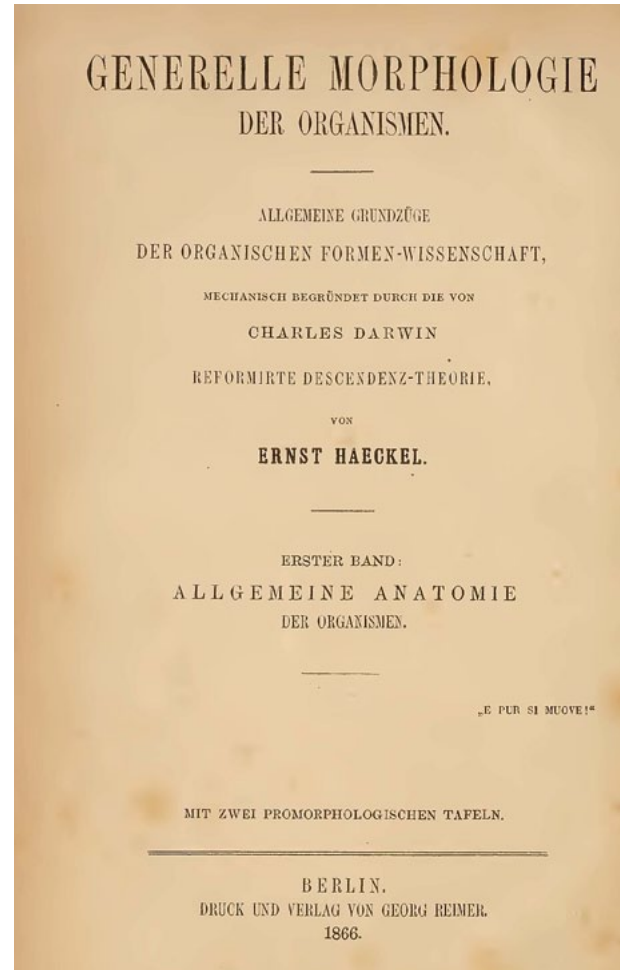 GENERELLE MORPHOLOGIE
DER ORGANISMEN.
ALLGEMEINE GRUNDZÜGE
DER ORGANISCHEN FORMEN-WISSENSCHAFT,
MECHANISCH BEGRÜNDET DURCH DIE VON
CHARLES DARWIN
REFORMIRTE DESCENDENZ-THEORIE,
VON
ERNST HAECKEL.
ERSTER BAND:
ALLGEMEINE ANATOMIE
DER ORGANISMEN.
„E PUR SI MUOVE!“
MIT ZWEI PROMORPHOLOGISCHEN TAFELN.
BERLIN.
DRUCK UND VERLAG VON GEORG REIMER.
1866.